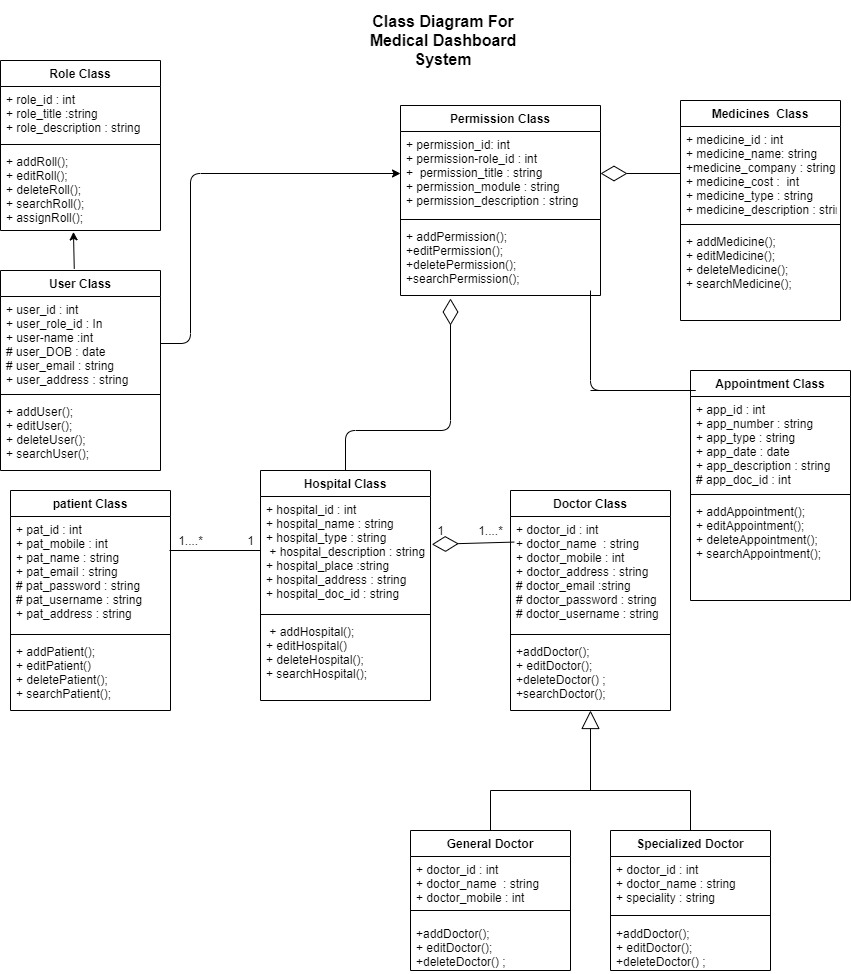 Class Diagram For
Medical Dashboard
System
Role Class
+ role_id : int
+ role_title :string
+ role_description : string
+ addRoll();
+ editRoll();
+ deleteRoll();
+ searchRoll();
+ assignRoll();
Permission Class
+ permission_id: int
+ permission-role_id : int
+ permission_title : string
+ permission_module : string
+ permission_description : string
+ addPermission();
+editPermission();
+deletePermission();
+searchPermission();
Medicines Class
+ medicine_id : int
+ medicine_name: string
+medicine_company : string
+ medicine_cost : int
+ medicine_type : string
+ medicine_description : stri
+ addMedicine();
+ editMedicine();
+ deleteMedicine();
+ searchMedicine();
User Class
+ user_id : int
+ user_role_id : In
+ user-name :int
# user_DOB : date
# user_email : string
+ user_address : string
+ addUser();
+ editUser();
+ deleteUser();
+ searchUser();
Appointment Class
+ app_id : int
+ app_number : string
+ app_type : string
+ app_date : date
+ app_description : string
# app_doc_id : int
+ addAppointment();
+ editAppointment();
+ deleteAppointment();
+ searchAppointment();
patient Class
+ pat_id : int
+ pat_mobile : int
+ pat_name : string
+ pat_email : string
# pat_password : string
# pat_username : string
+ pat_address : string
+ addPatient();
+ editPatient()
+ deletePatient();
+ searchPatient();
1....*
1
Hospital Class
+ hospital_id : int
+ hospital_name : string
+ hospital_type : string
+ hospital_description : string
+ hospital_place :string
+ hospital_address : string
+ hospital_doc_id : string
+ addHospital();
+ editHospital()
+ deleteHospital();
+ searchHospital();
1
1...*
Doctor Class
+ doctor_id : int
+ doctor_name : string
+ doctor_mobile : int
+ doctor_address : string
# doctor_email :string
# doctor_password : string
# doctor_username : string
+addDoctor();
+ editDoctor();
+deleteDoctor() ;
+searchDoctor();
General Doctor
+ doctor_id : int
+ doctor_name : string
+ doctor_mobile : int
+addDoctor();
+ editDoctor();
+deleteDoctor() ;
Specialized Doctor
+ doctor_id : int
+ doctor_name : string
+ speciality : string
+addDoctor();
+ editDoctor();
+deleteDoctor() ;